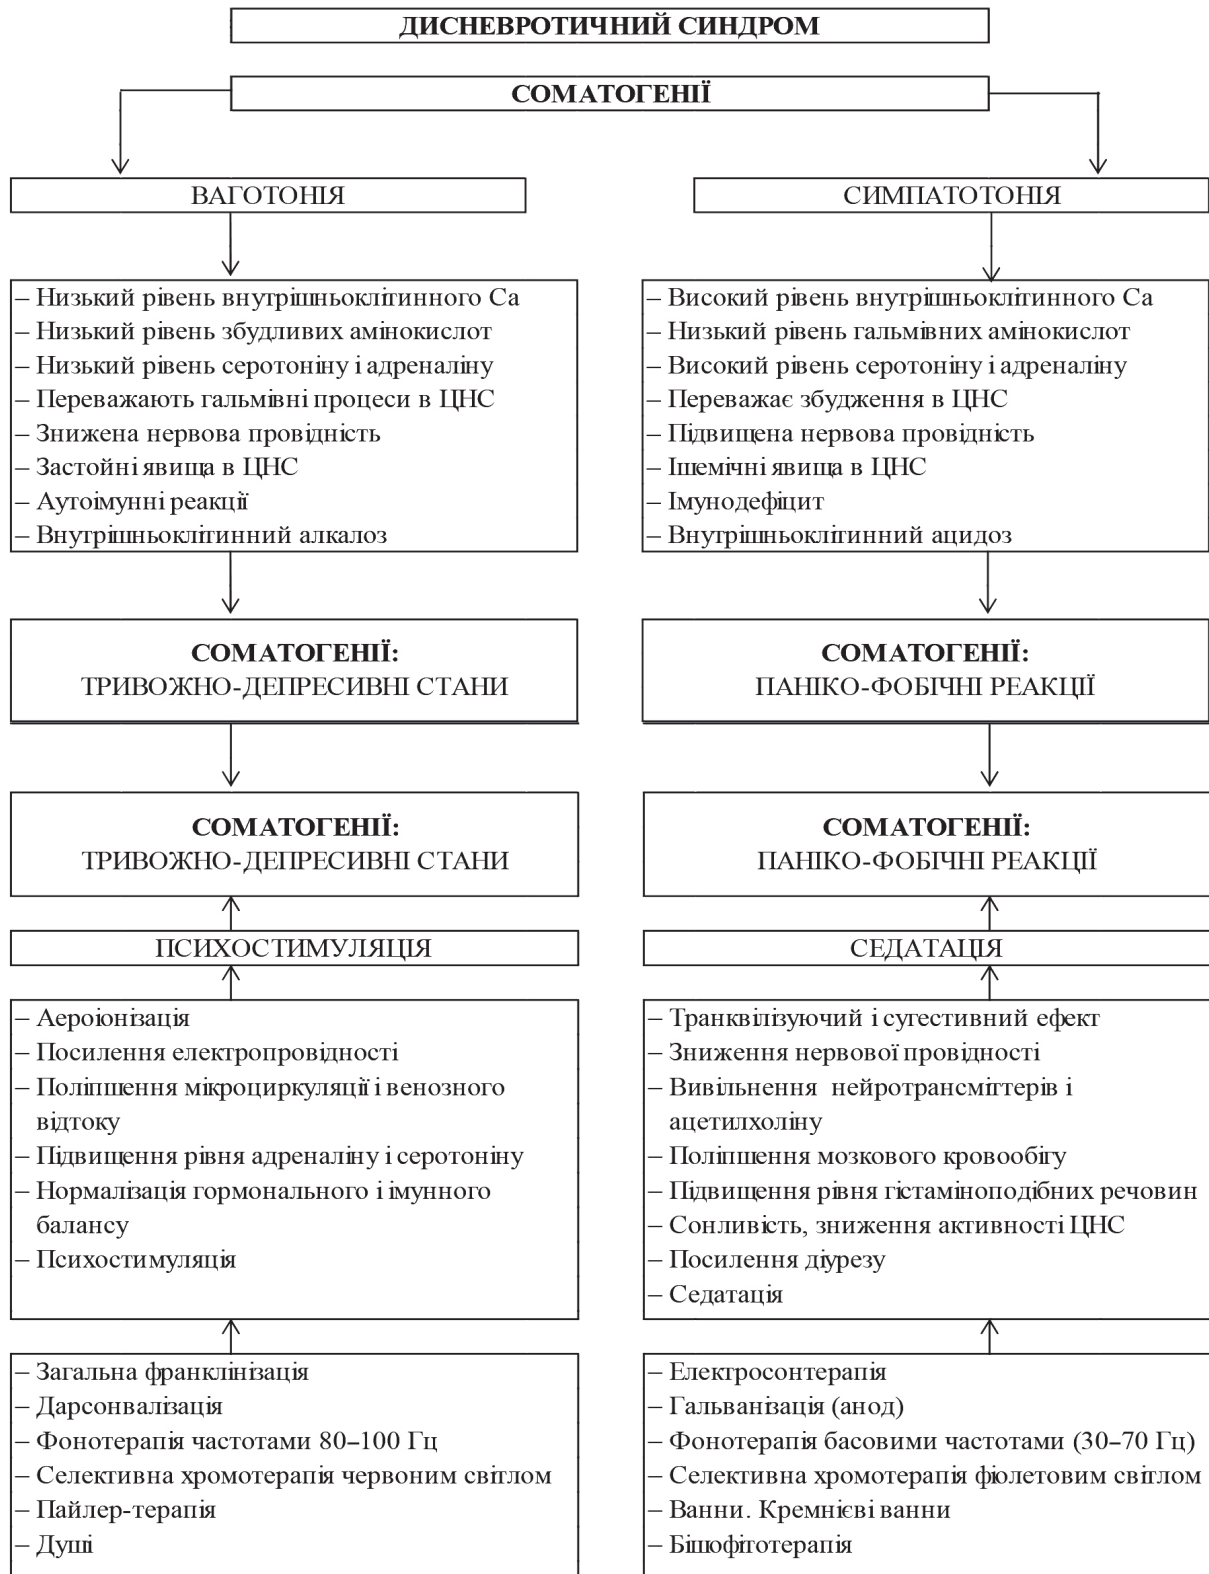 ДИСНЕВРОТИЧНИЙ СИНДРОМ
СОМАТОГЕНІЇ
ВАГОТОНІЯ
– Низький рівень внутрішньоклітинного Са
– Низький рівень збудливих амінокислот
– Низький рівень серотоніну і адреналіну
– Переважають гальмівні процеси в ЦНС
– Знижена нервова провідність
– Застойні явища в ЦНС
– Аутоімунні реакції
– Внутрішньоклітинний алкалоз
СОМАТОГЕНІЇ:
ТРИВОЖНО-ДЕПРЕСИВНІ СТАНИ
СОМАТОГЕНІЇ:
ТРИВОЖНО-ДЕПРЕСИВНІ СТАНИ
ПСИХОСТИМУЛЯЦІЯ
– Аероіонізація
– Посилення електропровідності
– Поліпшення мікроциркуляції і венозного
відтоку
– Підвищення рівня адреналіну і серотоніну
– Нормалізація гормонального і імунного
балансу
– Психостимуляція
– Загальна франклінізація
– Дарсонвалізація
– Фонотерапія частотами 80–100 Гц
– Селективна хромотерапія червоним світлом
– Пайлер-терапія
– Душі
СИМПАТОТОНІЯ
– Високий рівень внутрішньоклітинного Са
– Низький рівень гальмівних амінокислот
– Високий рівень серотоніну і адреналіну
– Переважає збудження в ЦНС
– Підвищена нервова провідність
– Ішемічні явища в ЦНС
– Імунодефіцит
– Внутрішньоклітинний ацидоз
СОМАТОГЕНІЇ:
ПАНІКО-ФОБІЧНІ РЕАКЦІЇ
СОМАТОГЕНІЇ:
ПАНІКО-ФОБІЧНІ РЕАКЦІЇ
СЕДАТАЦІЯ
– Транквілізуючий і сугестивний ефект
– Зниження нервової провідності
– Вивільнення нейротрансміттерів і
ацетилхоліну
– Поліпшення мозкового кровообігу
– Підвищення рівня гістаміноподібних речовин
– Сонливість, зниження активності ЦНС
– Посилення діурезу
– Седатація
– Електросонтерапія
– Гальванізація (анод)
– Фонотерапія басовими частотами (30–70 Гц)
– Селективна хромотерапія фіолетовим світлом
– Ванни. Кремнієві ванни
– Бішофітотерапія